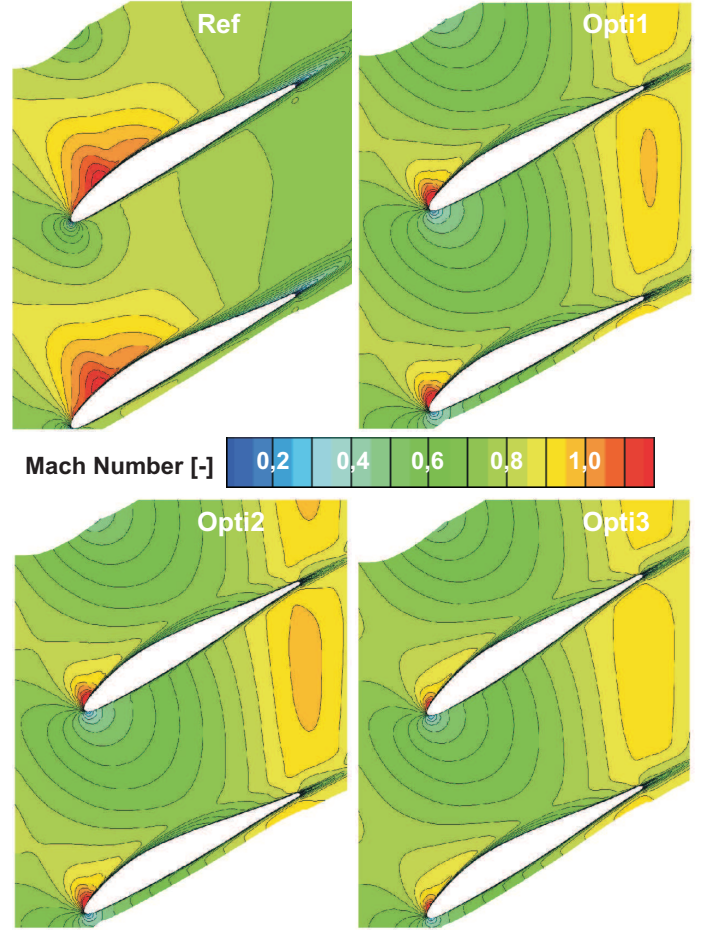 Ref
Opti1
Mach Number [-]
0,2
0,4
0,6
0,8
1,0
Opti2
Opti3